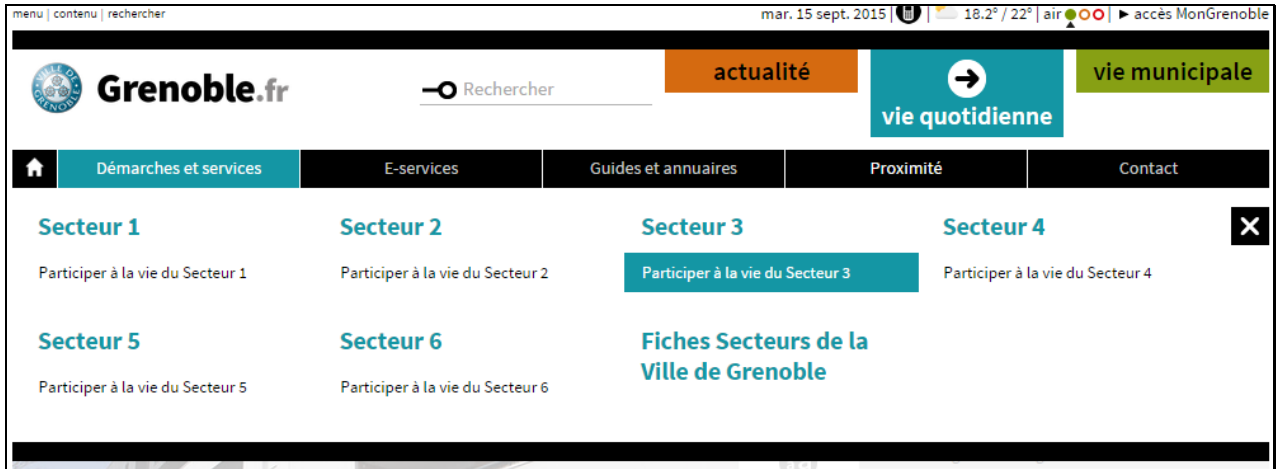 menu | contenu | rechercher
mar. 15 sept. 2015 | 18.2° / 22° | air | ► accès MonGrenoble
VILLE DE GRENOBLE
Grenoble.fr
Rechercher
actualité
vie quotidienne
vie municipale
Démarches et services E-services Guides et annuaires Proximité Contact
Secteur 1 Secteur 2 Secteur 3 Secteur 4
Participer à la vie du Secteur 1 Participer à la vie du Secteur 2 Participer à la vie du Secteur 3 Participer à la vie du Secteur 4
Secteur 5 Secteur 6 Fiches Secteurs de la
Ville de Grenoble
Participer à la vie du Secteur 5 Participer à la vie du Secteur 6